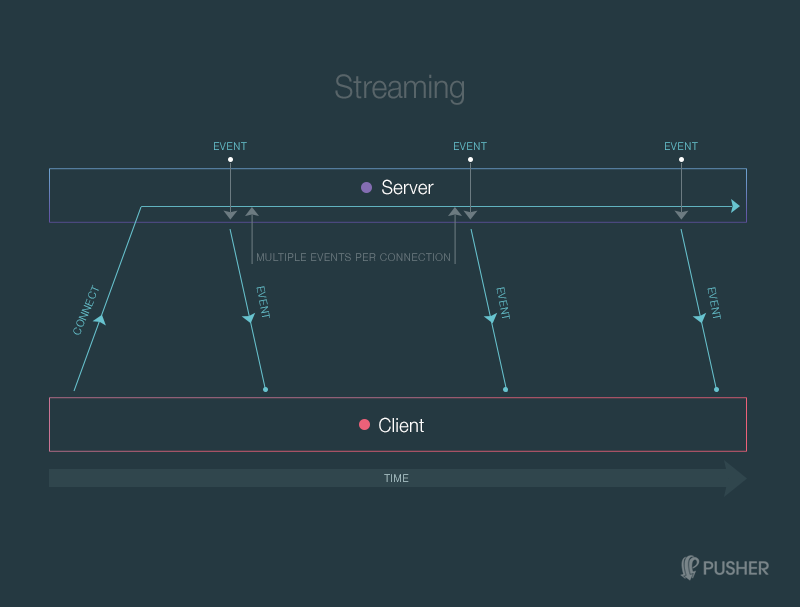 Streaming
EVENT
EVENT
EVENT
Server
MULTIPLE EVENTS PER CONNECTION
CONNECT
EVENT
EVENT
EVENT
Client
TIME
PUSHER